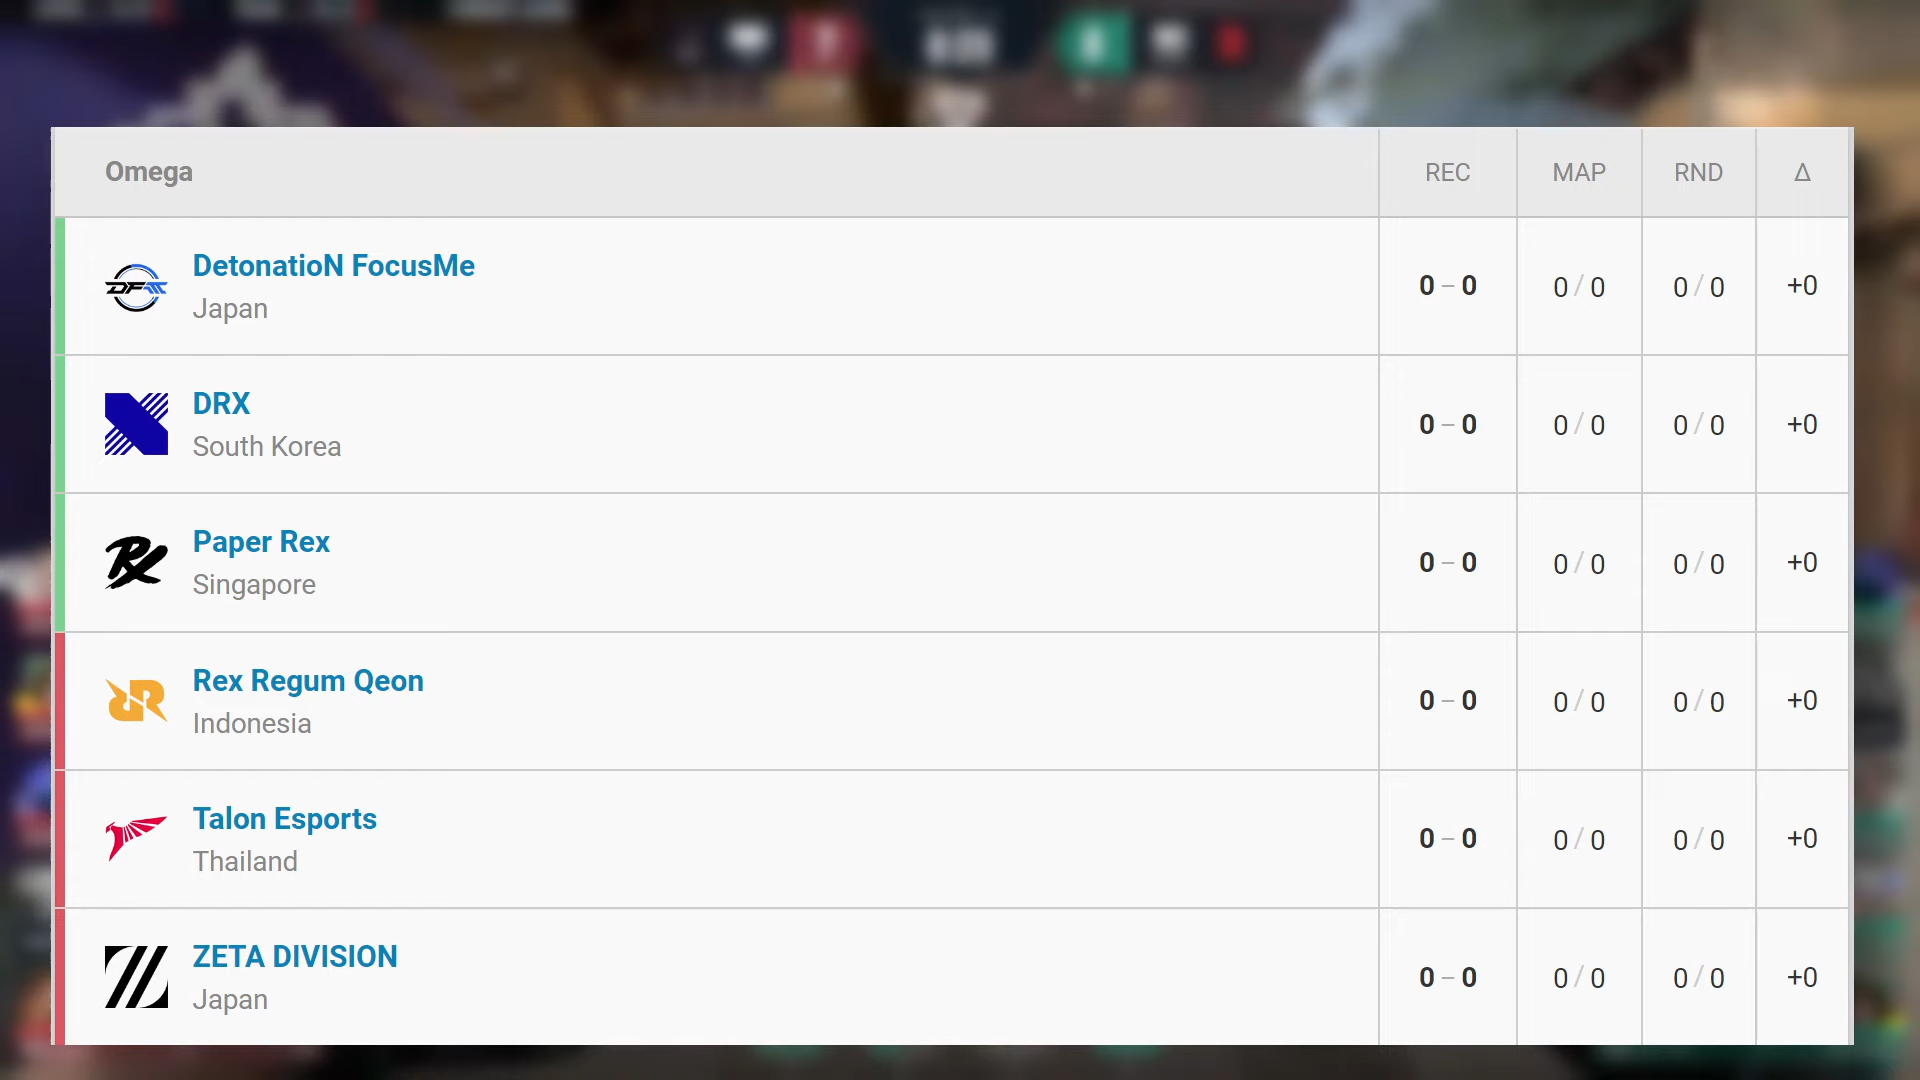 Omega REC MAP RND Δ
DetonatioN FocusMe
Japan
0 – 0 0 / 0 0 / 0 +0
DRX
South Korea
0 – 0 0 / 0 0 / 0 +0
Paper Rex
Singapore
0 – 0 0 / 0 0 / 0 +0
Rex Regum Qeon
Indonesia
0 – 0 0 / 0 0 / 0 +0
Talon Esports
Thailand
0 – 0 0 / 0 0 / 0 +0
ZETA DIVISION
Japan
0 – 0 0 / 0 0 / 0 +0